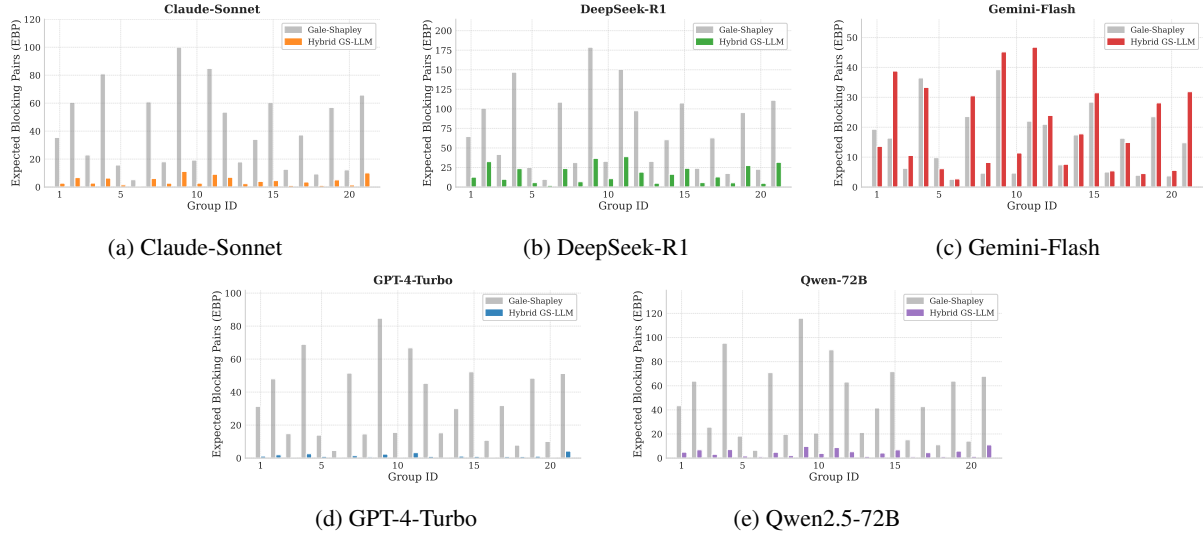 Claude-Sonnet
Expected Blocking Pairs (EBP)
120
100
80
60
40
20
0
Gale-Shapley
Hybrid GS-LLM
1 5 10 15 20
Group ID
(a) Claude-Sonnet
DeepSeek-R1
Expected Blocking Pairs (EBP)
200
175
150
125
100
75
50
25
0
Gale-Shapley
Hybrid GS-LLM
1 5 10 15 20
Group ID
(b) DeepSeek-R1
Gemini-Flash
Expected Blocking Pairs (EBP)
50
40
30
20
10
0
Gale-Shapley
Hybrid GS-LLM
1 5 10 15 20
Group ID
(c) Gemini-Flash
GPT-4-Turbo
Expected Blocking Pairs (EBP)
100
80
60
40
20
0
Gale-Shapley
Hybrid GS-LLM
1 5 10 15 20
Group ID
(d) GPT-4-Turbo
Qwen-72B
Expected Blocking Pairs (EBP)
120
100
80
60
40
20
0
Gale-Shapley
Hybrid GS-LLM
1 5 10 15 20
Group ID
(e) Qwen2.5-72B